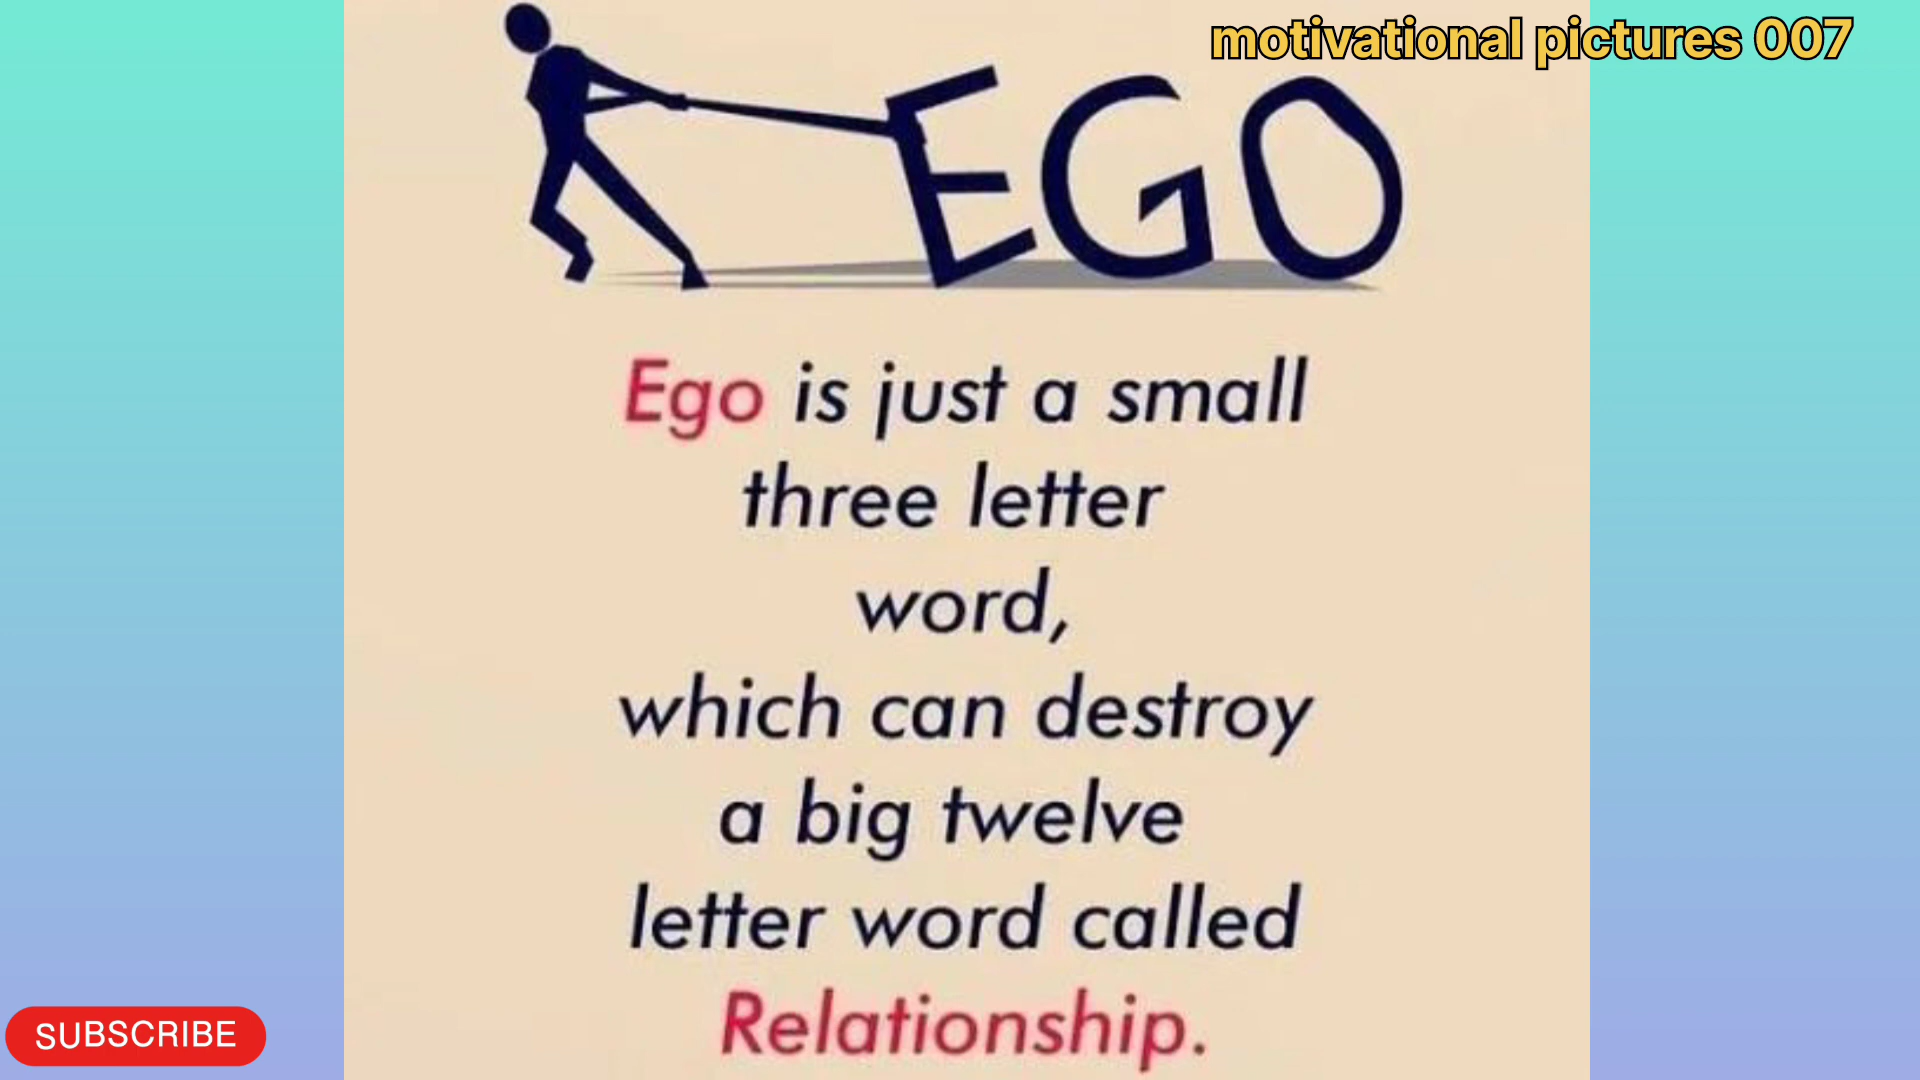 motivational pictures 007
EGO
Ego is just a small
three letter
word,
which can destroy
a big twelve
letter word called
Relationship.
SUBSCRIBE